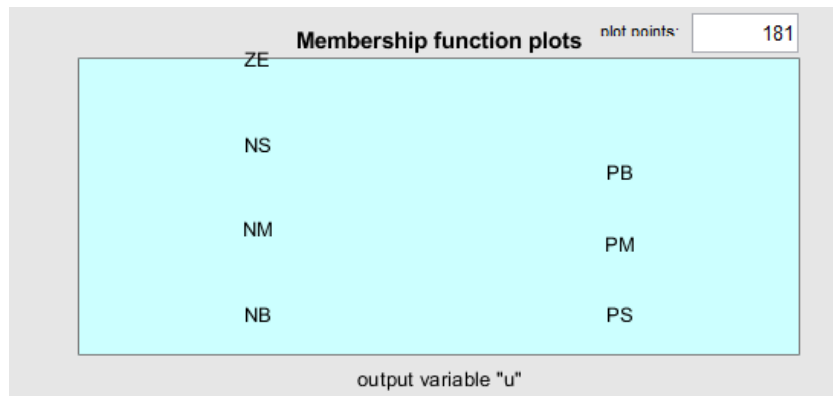 Membership function plots
plot points: 181
ZE
NS
PB
NM
PM
NB
PS
output variable "u"